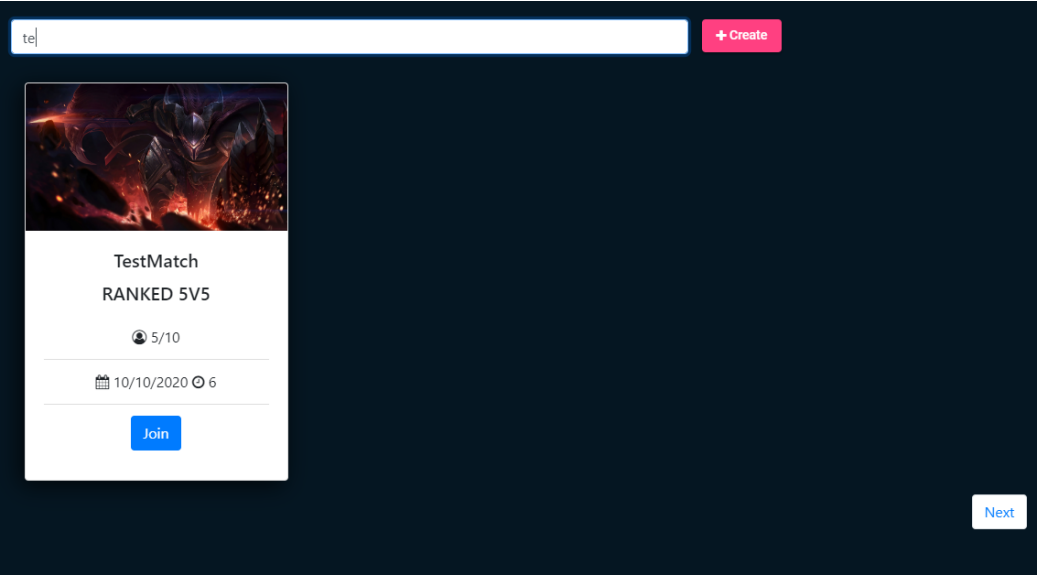 te
+ Create
TestMatch
RANKED 5V5
5/10
10/10/2020 6
Join
Next